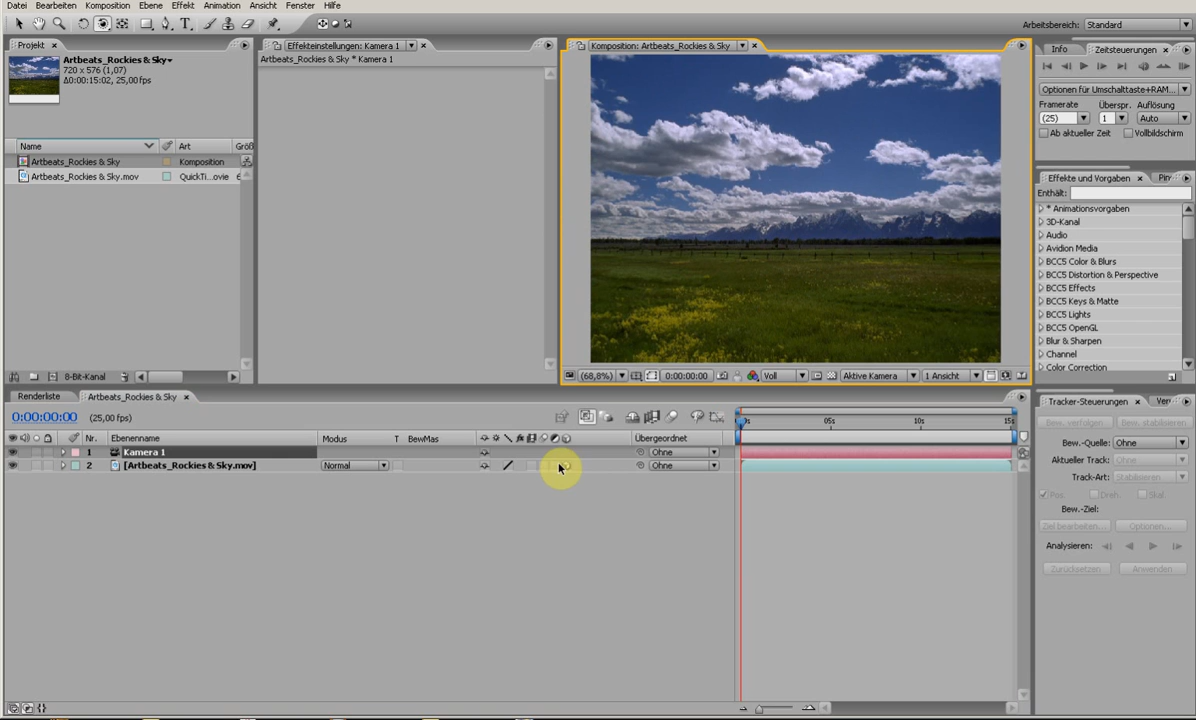 Datei Bearbeiten Komposition Ebene Effekt Animation Ansicht Fenster Hilfe
Arbeitsbereich: Standard
Projekt
Artbeats_Rockies & Sky
720 x 576 (1,07)
Δ0:00:15:02, 25,00 fps
Name Art Größ
Artbeats_Rockies & Sky Komposition
Artbeats_Rockies & Sky.mov QuickTi...ovie
8-Bit-Kanal
Effekteinstellungen: Kamera 1
Artbeats_Rockies & Sky * Kamera 1
Komposition: Artbeats_Rockies & Sky
(68,8%) 0:00:00:00 Voll Aktive Kamera 1 Ansicht
Info Zeitsteuerungen
Optionen für Umschalttaste+RAM...
Framerate Überspr. Auflösung
(25) 1 Auto
Ab aktueller Zeit Vollbildschirm
Effekte und Vorgaben
Enthält:
* Animationsvorgaben
3D-Kanal
Audio
Avidion Media
BCC5 Color & Blurs
BCC5 Distortion & Perspective
BCC5 Effects
BCC5 Keys & Matte
BCC5 Lights
BCC5 OpenGL
Blur & Sharpen
Channel
Color Correction
Renderliste Artbeats_Rockies & Sky
0:00:00:00 (25,00 fps)
05s 10s 15s
Nr. Ebenenname Modus T BewMas Übergeordnet
1 Kamera 1 Ohne
2 [Artbeats_Rockies & Sky.mov] Normal Ohne
Tracker-Steuerungen
Bew. verfolgen Bew. stabilisieren
Bew.-Quelle: Ohne
Aktueller Track: Ohne
Track-Art: Stabilisieren
Pos. Dreh. Skal.
Bew.-Ziel:
Ziel bearbeiten... Optionen...
Analysieren:
Zurücksetzen Anwenden